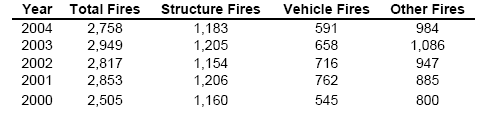 Year Total Fires Structure Fires Vehicle Fires Other Fires
2004 2,758 1,183 591 984
2003 2,949 1,205 658 1,086
2002 2,817 1,154 716 947
2001 2,853 1,206 762 885
2000 2,505 1,160 545 800